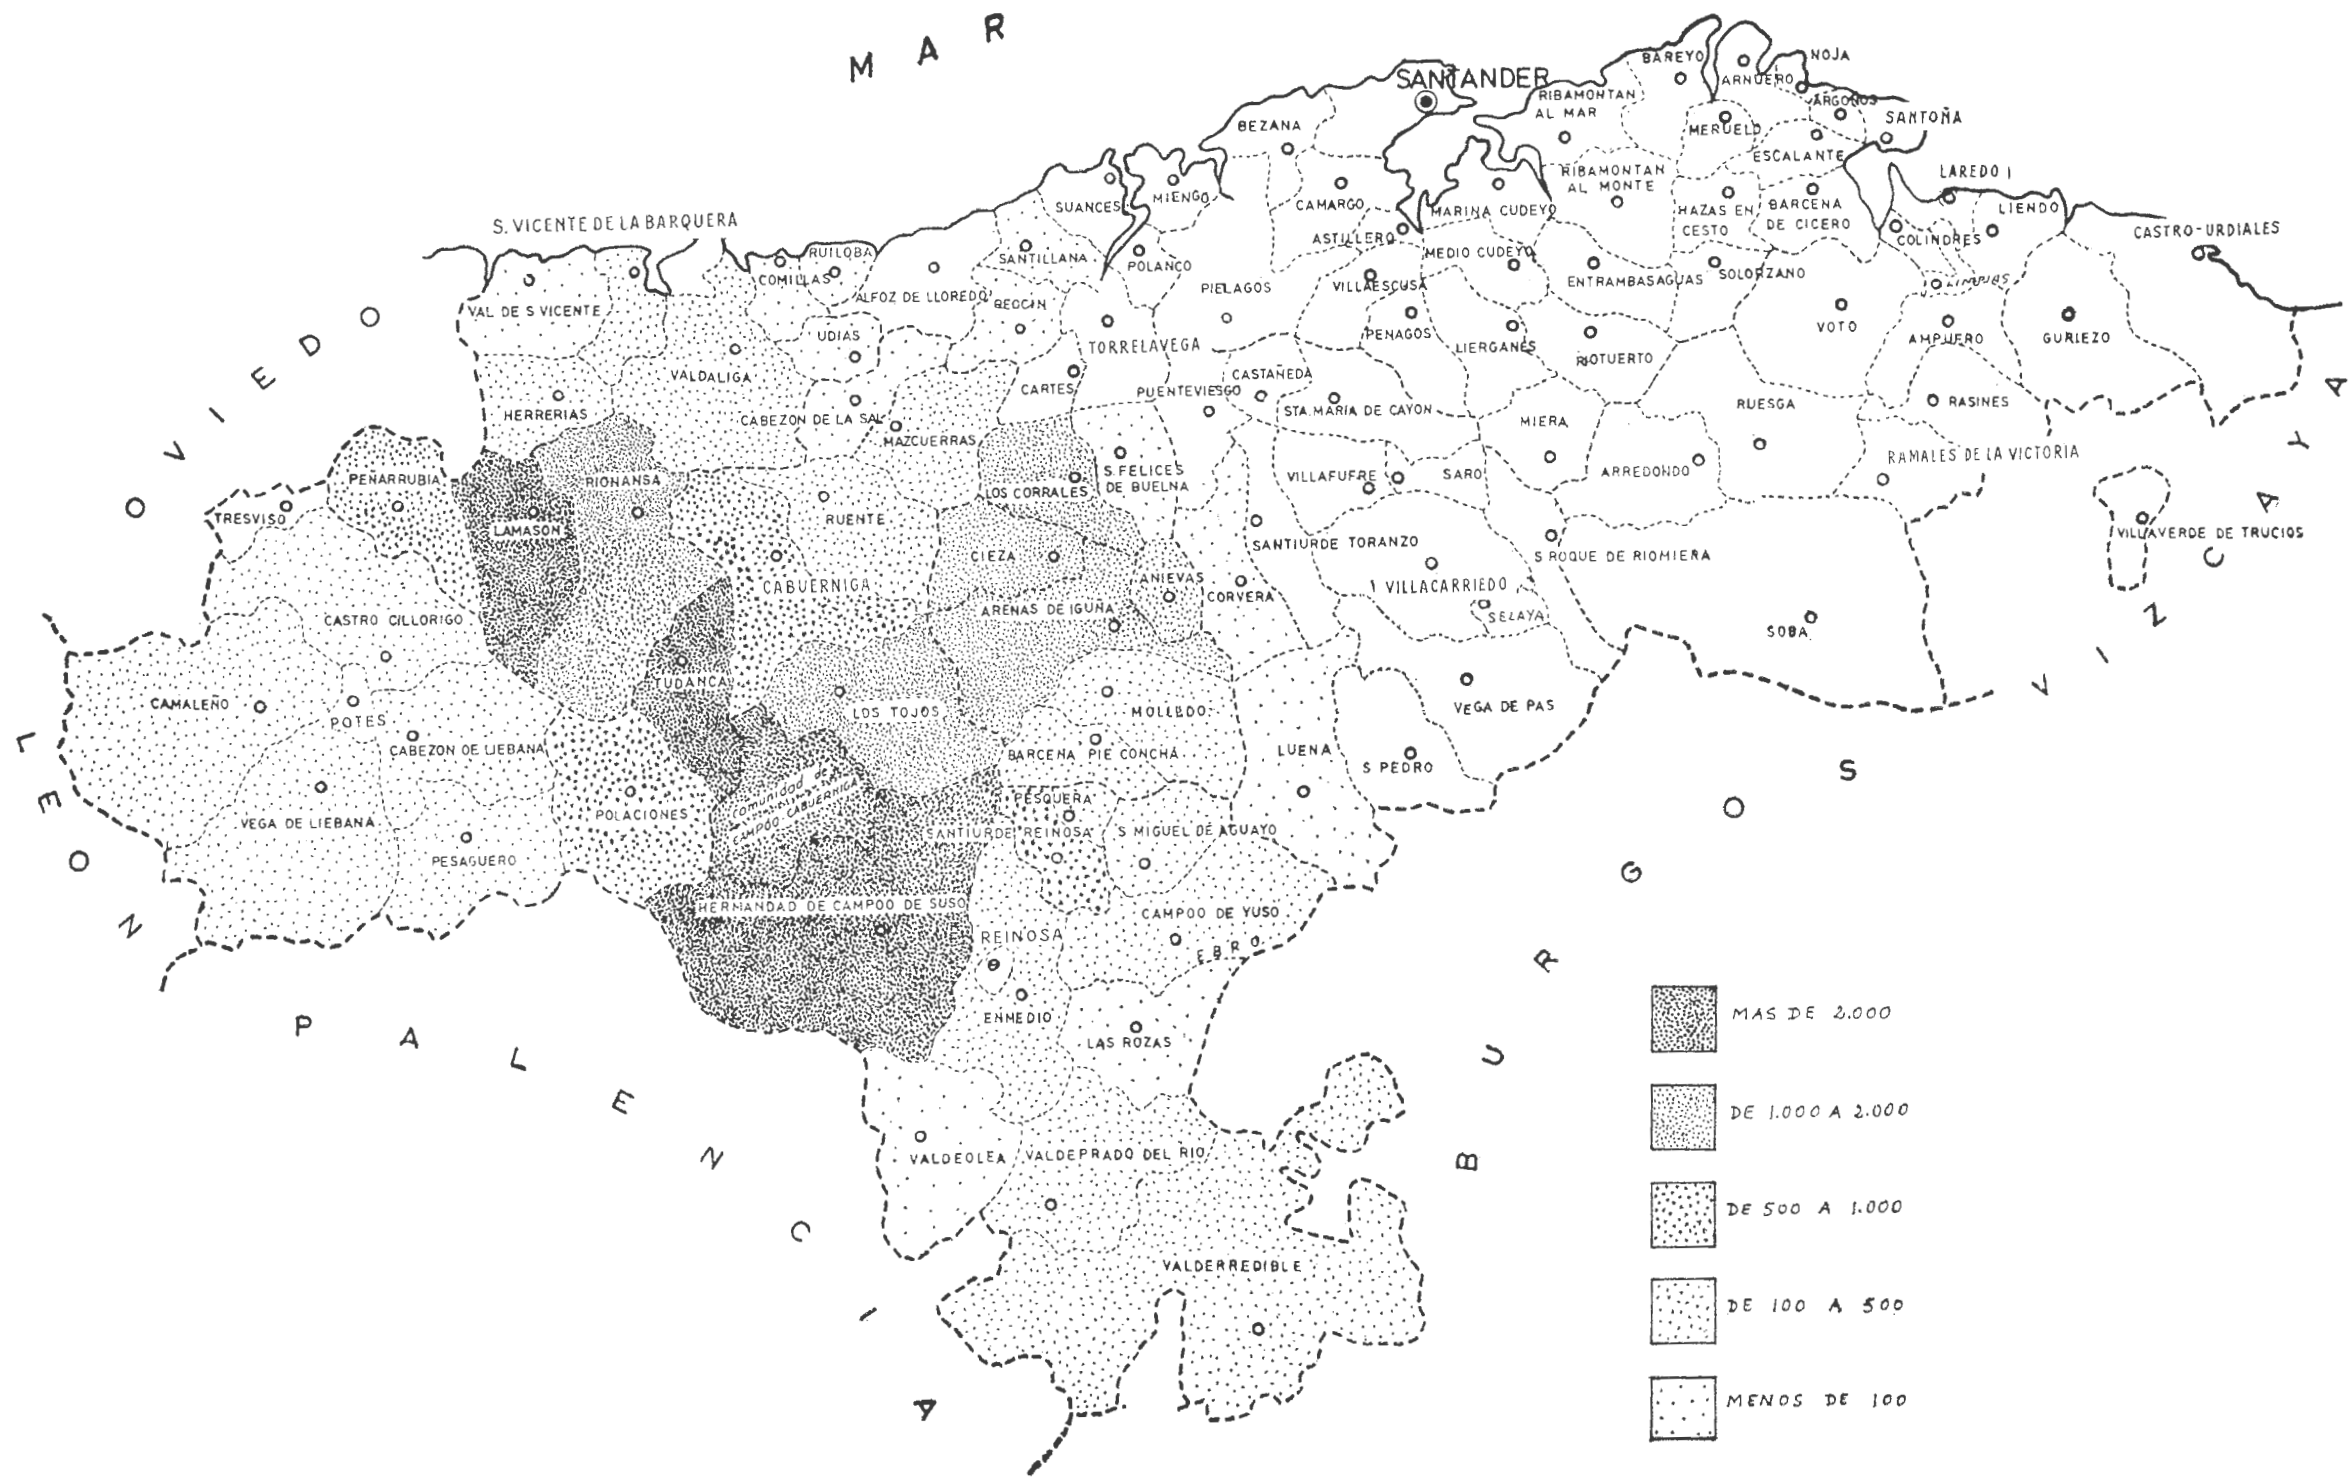 MAR
SANTANDER
BAREYO
NOJA
ARNUERO
RIBAMONTAN
AL MAR
ARGOÑOS
SANTOÑA
BEZANA
MERUELO
ESCALANTE
LAREDO
RIBAMONTAN
AL MONTE
SUANCES
MIENGO
CAMARGO
MARINA CUDEYO
HAZAS EN
CESTO
BARCENA
DE CICERO
LIENDO
CASTRO-URDIALES
S. VICENTE DE LA BARQUERA
ASTILLERO
COLINDRES
COMILLAS
RUILOBA
SANTILLANA
POLANCO
MEDIO CUDEYO
ENTRAMBASAGUAS
SOLORZANO
LIMPIAS
ALFOZ DE LLOREDO
REOCIN
PIELAGOS
VILLAESCUSA
VAL DE S VICENTE
UDIAS
TORRELAVEGA
PENAGOS
LIERGANES
RIOTUERTO
VOTO
AMPUERO
GURIEZO
VALDALIGA
CARTES
PUENTEVIESGO
CASTAÑEDA
STA. MARIA DE CAYON
MIERA
RUESGA
RASINES
HERRERIAS
CABEZON DE LA SAL
MAZCUERRAS
RAMALES DE LA VICTORIA
PEÑARRUBIA
RIONANSA
LOS CORRALES
S. FELICES
DE BUELNA
VILLAFUFRE
SARO
ARREDONDO
TRESVISO
LAMASON
RUENTE
VILLAVERDE DE TRUCIOS
CIEZA
SANTIURDE TORANZO
S ROQUE DE RIOMIERA
CABUERNIGA
ANIEVAS
CORVERA
VILLACARRIEDO
ARENAS DE IGUÑA
SELAYA
SOBA
CASTRO CILLORIGO
TUDANCA
CAMALEÑO
POTES
LOS TOJOS
MOLLEDO
VEGA DE PAS
CABEZON DE LIEBANA
BARCENA PIE CONCHA
LUENA
S PEDRO
Comunidad de
CAMPOO CABUERNIGA
PESQUERA
POLACIONES
VEGA DE LIEBANA
SANTIURDE REINOSA
S MIGUEL DE AGUAYO
PESAGUERO
HERMANDAD DE CAMPOO DE SUSO
CAMPOO DE YUSO
REINOSA
EBRO
ENMEDIO
LAS ROZAS
VALDEOLEA
VALDEPRADO DEL RIO
VALDERREDIBLE
OVIEDO
LEON
PALENCIA
BURGOS
VIZCAYA
MAS DE 2.000
DE 1.000 A 2.000
DE 500 A 1.000
DE 100 A 500
MENOS DE 100